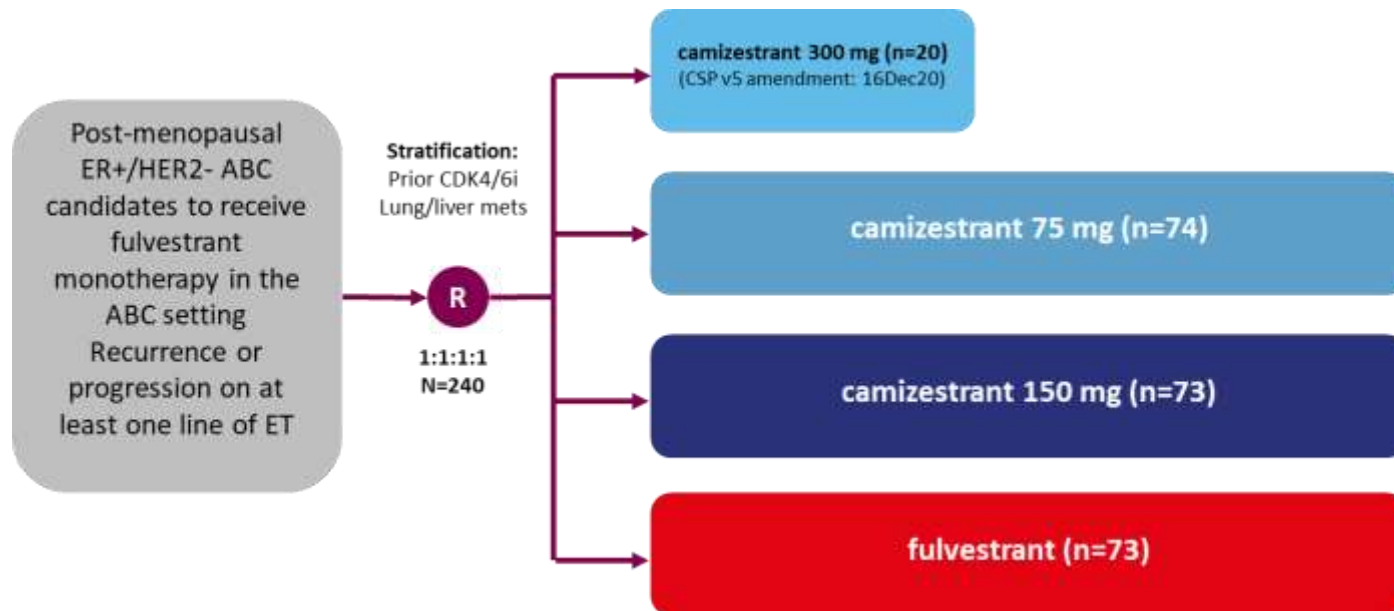 Post-menopausal
ER+/HER2- ABC
candidates to receive
fulvestrant
monotherapy in the
ABC setting
Recurrence or
progression on at
least one line of ET
Stratification:
Prior CDK4/6i
Lung/liver mets
R
1:1:1:1
N=240
camizestrant 300 mg (n=20)
(CSP v5 amendment: 16Dec20)
camizestrant 75 mg (n=74)
camizestrant 150 mg (n=73)
fulvestrant (n=73)